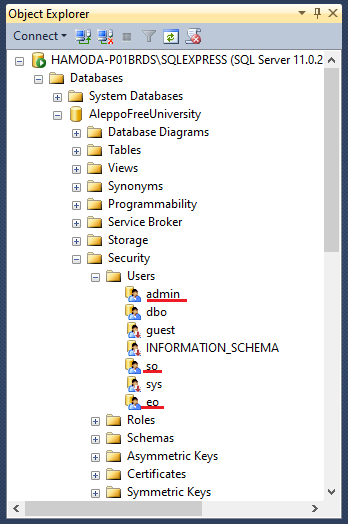 Object Explorer
Connect
HAMODA-P01BRDS\SQLEXPRESS (SQL Server 11.0.2
Databases
System Databases
AleppoFreeUniversity
Database Diagrams
Tables
Views
Synonyms
Programmability
Service Broker
Storage
Security
Users
admin
dbo
guest
INFORMATION_SCHEMA
so
sys
eo
Roles
Schemas
Asymmetric Keys
Certificates
Symmetric Keys